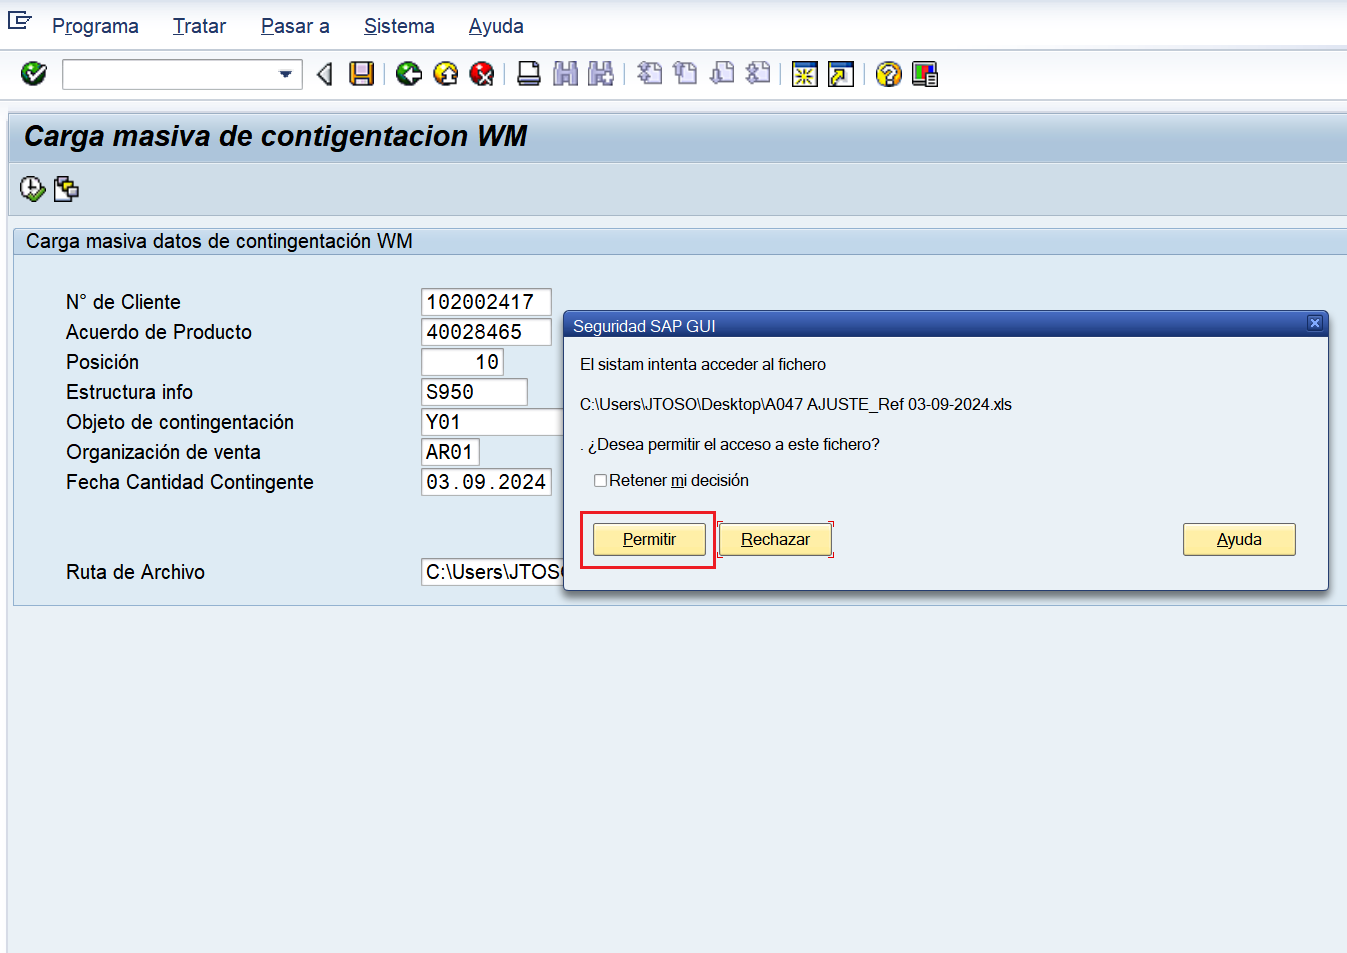 Programa Tratar Pasar a Sistema Ayuda
Carga masiva de contigentacion WM
Carga masiva datos de contingentación WM
N° de Cliente 102002417
Acuerdo de Producto 40028465
Posición 10
Estructura info S950
Objeto de contingentación Y01
Organización de venta AR01
Fecha Cantidad Contingente 03.09.2024
Ruta de Archivo C:\Users\JTOSO
Seguridad SAP GUI
El sistam intenta acceder al fichero
C:\Users\JTOSO\Desktop\A047 AJUSTE_Ref 03-09-2024.xls
. ¿Desea permitir el acceso a este fichero?
Retener mi decisión
Permitir Rechazar Ayuda